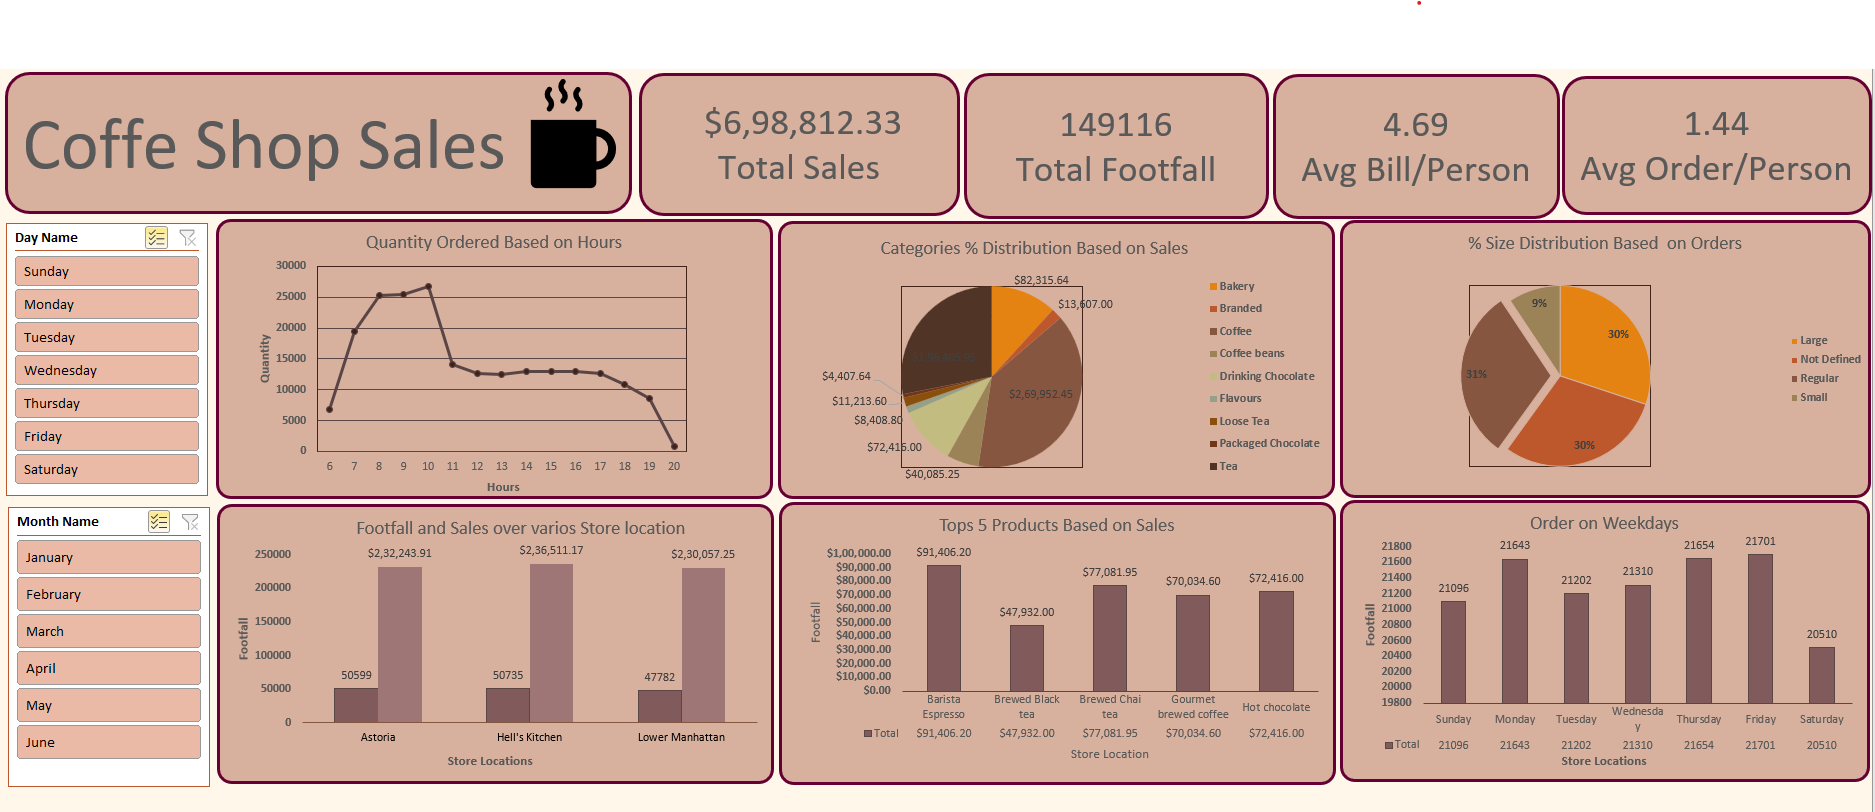 Coffe Shop Sales
$6,98,812.33
Total Sales
149116
Total Footfall
4.69
Avg Bill/Person
1.44
Avg Order/Person
Day Name
Sunday
Monday
Tuesday
Wednesday
Thursday
Friday
Saturday
Month Name
January
February
March
April
May
June
Quantity Ordered Based on Hours
Quantity
30000
25000
20000
15000
10000
5000
0
6 7 8 9 10 11 12 13 14 15 16 17 18 19 20
Hours
Categories % Distribution Based on Sales
$82,315.64
$13,607.00
$2,69,952.45
$40,085.25
$72,416.00
$8,408.80
$11,213.60
$4,407.64
Bakery
Branded
Coffee
Coffee beans
Drinking Chocolate
Flavours
Loose Tea
Packaged Chocolate
Tea
% Size Distribution Based  on Orders
9%
30%
31%
30%
Large
Not Defined
Regular
Small
Footfall and Sales over varios Store location
Footfall
250000
200000
150000
100000
50000
0
$2,32,243.91 $2,36,511.17 $2,30,057.25
50599 50735 47782
Astoria Hell's Kitchen Lower Manhattan
Store Locations
Tops 5 Products Based on Sales
Footfall
$1,00,000.00
$90,000.00
$80,000.00
$70,000.00
$60,000.00
$50,000.00
$40,000.00
$30,000.00
$20,000.00
$10,000.00
$0.00
$91,406.20
$47,932.00
$77,081.95
$70,034.60
$72,416.00
Barista
Espresso
Brewed Black
tea
Brewed Chai
tea
Gourmet
brewed coffee
Hot chocolate
Total $91,406.20 $47,932.00 $77,081.95 $70,034.60 $72,416.00
Store Location
Order on Weekdays
Footfall
21800
21600
21400
21200
21000
20800
20600
20400
20200
20000
19800
21096
21643
21202
21310
21654
21701
20510
Sunday
Monday
Tuesday
Wednesda
y
Thursday
Friday
Saturday
Total 21096 21643 21202 21310 21654 21701 20510
Store Locations